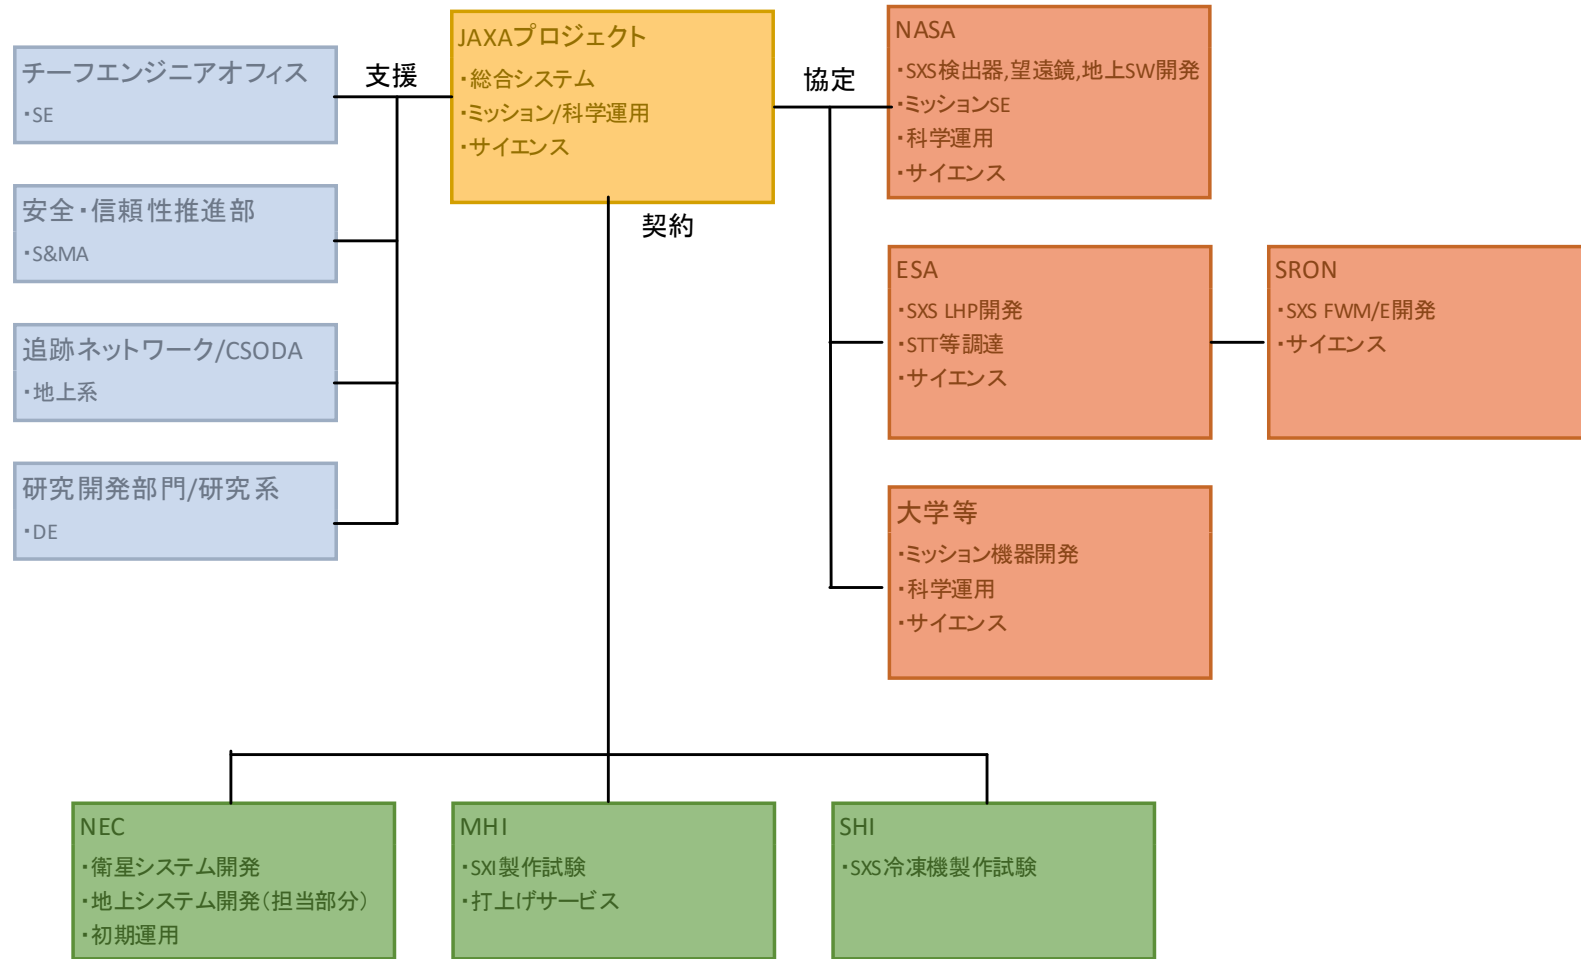 チーフエンジニアオフィス
・SE
安全・信頼性推進部
・S&MA
追跡ネットワーク/CSODA
・地上系
研究開発部門/研究系
・DE
支援
JAXAプロジェクト
・総合システム
・ミッション/科学運用
・サイエンス
協定
契約
NASA
・SXS検出器,望遠鏡,地上SW開発
・ミッションSE
・科学運用
・サイエンス
ESA
・SXS LHP開発
・STT等調達
・サイエンス
SRON
・SXS FWM/E開発
・サイエンス
大学等
・ミッション機器開発
・科学運用
・サイエンス
NEC
・衛星システム開発
・地上システム開発(担当部分)
・初期運用
MHI
・SXI製作試験
・打上げサービス
SHI
・SXS冷凍機製作試験